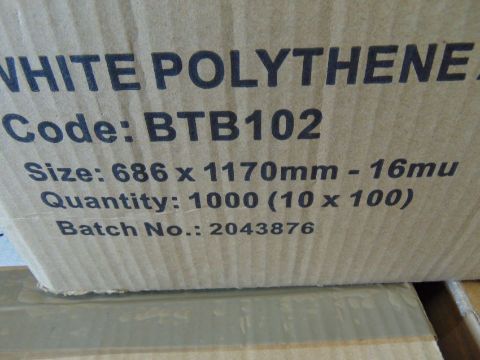 WHITE POLYTHENE
Code: BTB102
Size: 686 x 1170mm - 16mu
Quantity: 1000 (10 x 100)
Batch No.: 2043876